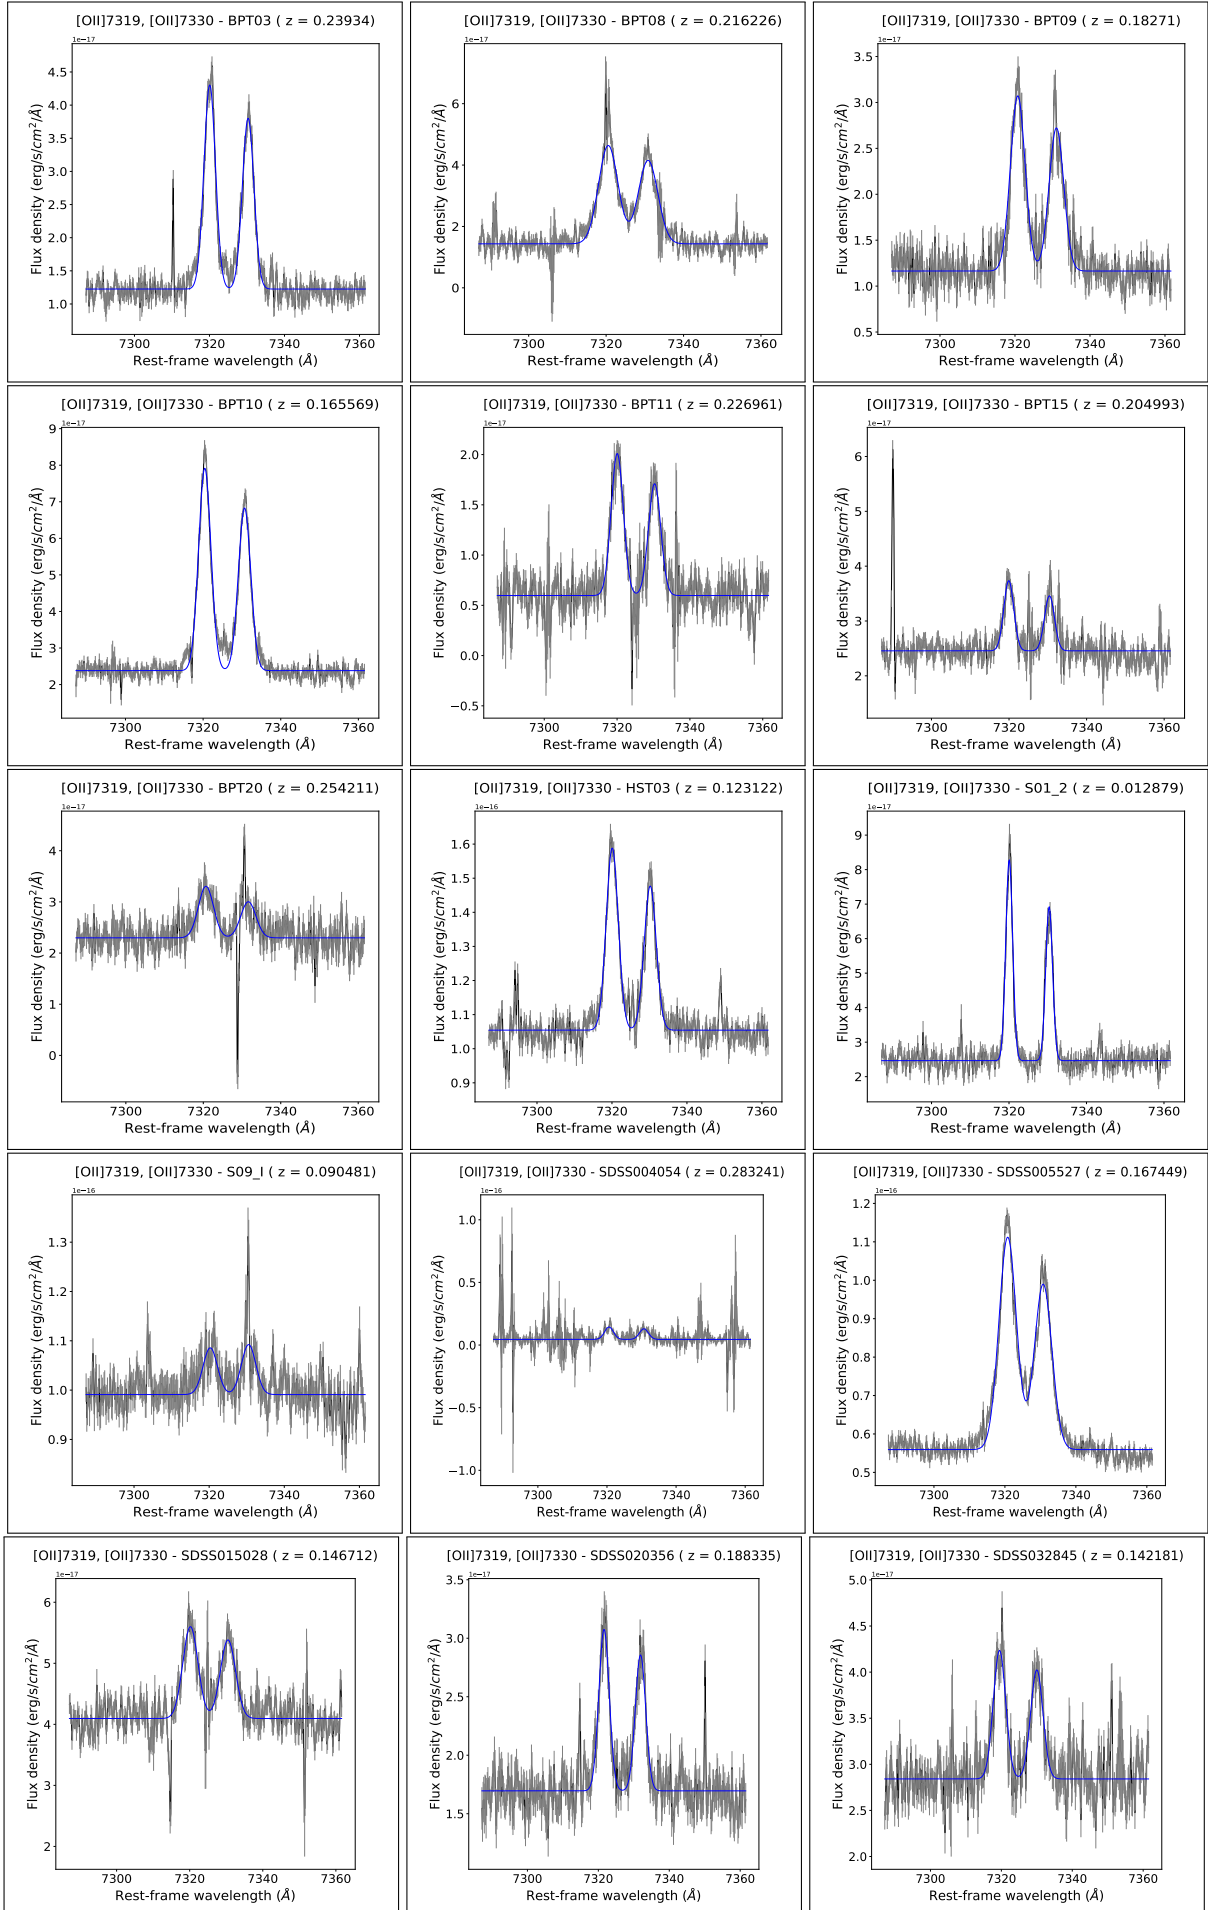 [OII]7319, [OII]7330 - BPT03 ( z = 0.23934)
1e−17
4.5
4.0
3.5
3.0
2.5
2.0
1.5
1.0
Flux density (erg/s/cm²/Å)
7300 7320 7340 7360
Rest-frame wavelength (Å)
[OII]7319, [OII]7330 - BPT08 ( z = 0.216226)
1e−17
6
4
2
0
Flux density (erg/s/cm²/Å)
7300 7320 7340 7360
Rest-frame wavelength (Å)
[OII]7319, [OII]7330 - BPT09 ( z = 0.18271)
1e−17
3.5
3.0
2.5
2.0
1.5
1.0
0.5
Flux density (erg/s/cm²/Å)
7300 7320 7340 7360
Rest-frame wavelength (Å)
[OII]7319, [OII]7330 - BPT10 ( z = 0.165569)
1e−17
9
8
7
6
5
4
3
2
Flux density (erg/s/cm²/Å)
7300 7320 7340 7360
Rest-frame wavelength (Å)
[OII]7319, [OII]7330 - BPT11 ( z = 0.226961)
1e−17
2.0
1.5
1.0
0.5
0.0
−0.5
Flux density (erg/s/cm²/Å)
7300 7320 7340 7360
Rest-frame wavelength (Å)
[OII]7319, [OII]7330 - BPT15 ( z = 0.204993)
1e−17
6
5
4
3
2
Flux density (erg/s/cm²/Å)
7300 7320 7340 7360
Rest-frame wavelength (Å)
[OII]7319, [OII]7330 - BPT20 ( z = 0.254211)
1e−17
4
3
2
1
0
Flux density (erg/s/cm²/Å)
7300 7320 7340 7360
Rest-frame wavelength (Å)
[OII]7319, [OII]7330 - HST03 ( z = 0.123122)
1e−16
1.6
1.5
1.4
1.3
1.2
1.1
1.0
0.9
Flux density (erg/s/cm²/Å)
7300 7320 7340 7360
Rest-frame wavelength (Å)
[OII]7319, [OII]7330 - S01_2 ( z = 0.012879)
1e−17
9
8
7
6
5
4
3
2
Flux density (erg/s/cm²/Å)
7300 7320 7340 7360
Rest-frame wavelength (Å)
[OII]7319, [OII]7330 - S09_I ( z = 0.090481)
1e−16
1.3
1.2
1.1
1.0
0.9
Flux density (erg/s/cm²/Å)
7300 7320 7340 7360
Rest-frame wavelength (Å)
[OII]7319, [OII]7330 - SDSS004054 ( z = 0.283241)
1e−16
1.0
0.5
0.0
−0.5
−1.0
Flux density (erg/s/cm²/Å)
7300 7320 7340 7360
Rest-frame wavelength (Å)
[OII]7319, [OII]7330 - SDSS005527 ( z = 0.167449)
1e−16
1.2
1.1
1.0
0.9
0.8
0.7
0.6
0.5
Flux density (erg/s/cm²/Å)
7300 7320 7340 7360
Rest-frame wavelength (Å)
[OII]7319, [OII]7330 - SDSS015028 ( z = 0.146712)
1e−17
6
5
4
3
2
Flux density (erg/s/cm²/Å)
7300 7320 7340 7360
Rest-frame wavelength (Å)
[OII]7319, [OII]7330 - SDSS020356 ( z = 0.188335)
1e−17
3.5
3.0
2.5
2.0
1.5
Flux density (erg/s/cm²/Å)
7300 7320 7340 7360
Rest-frame wavelength (Å)
[OII]7319, [OII]7330 - SDSS032845 ( z = 0.142181)
1e−17
5.0
4.5
4.0
3.5
3.0
2.5
2.0
Flux density (erg/s/cm²/Å)
7300 7320 7340 7360
Rest-frame wavelength (Å)